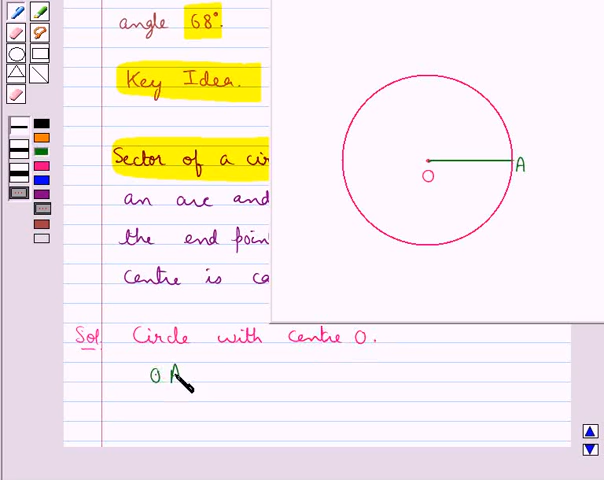 angle 68°.
Key Idea.
Sector of a cir
an arc and
the end poin
centre is ca
Sol. Circle with centre O.
OA
O
A